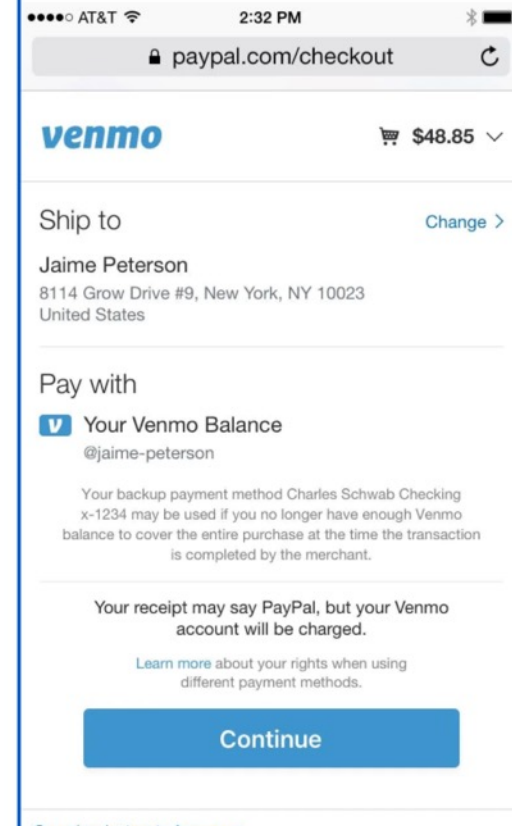 AT&T 2:32 PM
paypal.com/checkout
venmo $48.85
Ship to Change >
Jaime Peterson
8114 Grow Drive #9, New York, NY 10023
United States
Pay with
V Your Venmo Balance
@jaime-peterson
Your backup payment method Charles Schwab Checking
x-1234 may be used if you no longer have enough Venmo
balance to cover the entire purchase at the time the transaction
is completed by the merchant.
Your receipt may say PayPal, but your Venmo
account will be charged.
Learn more about your rights when using
different payment methods.
Continue